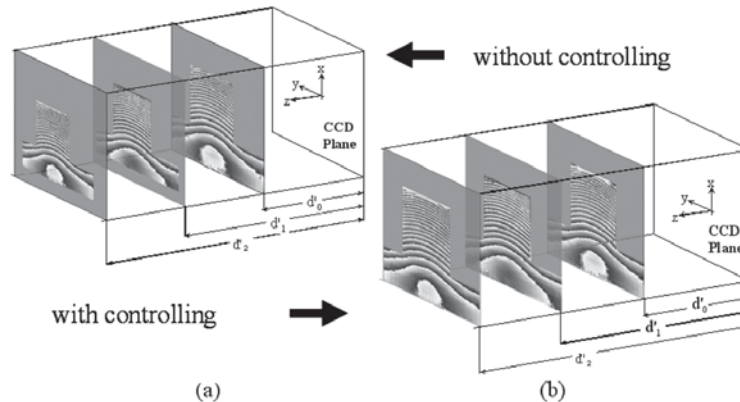 without controlling
x
y
z
CCD
Plane
d'0
d'1
d'2
x
y
z
CCD
Plane
d'0
d'1
d'2
with controlling
(a)
(b)